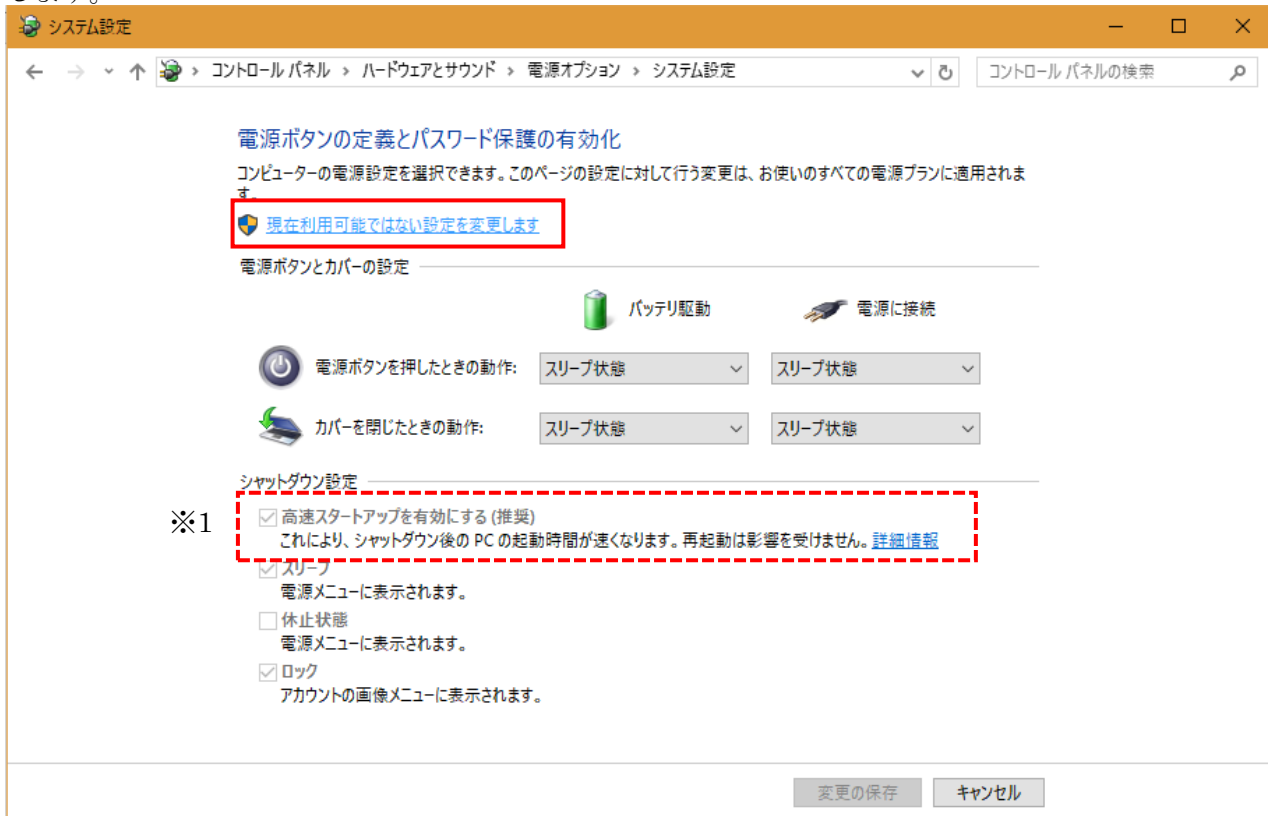 します。
システム設定
コントロール パネル › ハードウェアとサウンド › 電源オプション › システム設定
コントロール パネルの検索
電源ボタンの定義とパスワード保護の有効化
コンピューターの電源設定を選択できます。このページの設定に対して行う変更は、お使いのすべての電源プランに適用されま
す。
現在利用可能ではない設定を変更します
電源ボタンとカバーの設定
バッテリ駆動 電源に接続
電源ボタンを押したときの動作: スリープ状態 スリープ状態
カバーを閉じたときの動作: スリープ状態 スリープ状態
シャットダウン設定
※1 高速スタートアップを有効にする (推奨)
これにより、シャットダウン後の PC の起動時間が速くなります。再起動は影響を受けません。詳細情報
スリープ
電源メニューに表示されます。
休止状態
電源メニューに表示されます。
ロック
アカウントの画像メニューに表示されます。
変更の保存 キャンセル